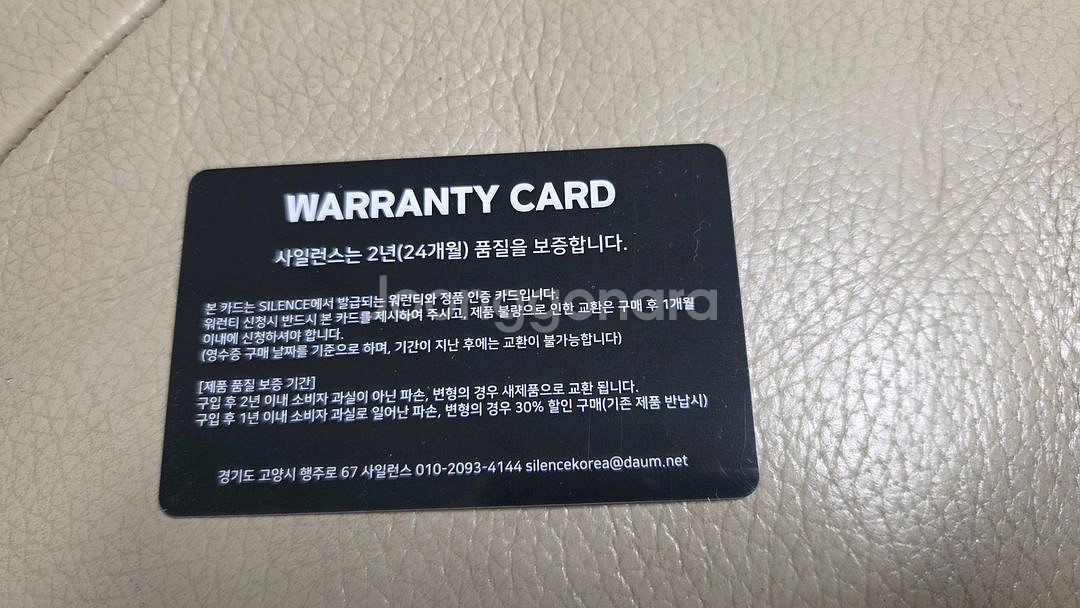 WARRANTY CARD
사일런스는 2년(24개월) 품질을 보증합니다.
본 카드는 SILENCE에서 발급되는 워런티와 정품 인증 카드입니다.
워런티 신청시 반드시 본 카드를 제시하여 주시고, 제품 불량으로 인한 교환은 구매 후 1개월
이내에 신청하셔야 합니다.
(영수증 구매 날짜를 기준으로 하며, 기간이 지난 후에는 교환이 불가능합니다)
[제품 품질 보증 기간]
구입 후 2년 이내 소비자 과실이 아닌 파손, 변형의 경우 새제품으로 교환 됩니다.
구입 후 1년 이내 소비자 과실로 일어난 파손, 변형의 경우 30% 할인 구매(기존 제품 반납시)
경기도 고양시 행주로 67 사일런스 010-2093-4144 silencekorea@daum.net
joonggonara